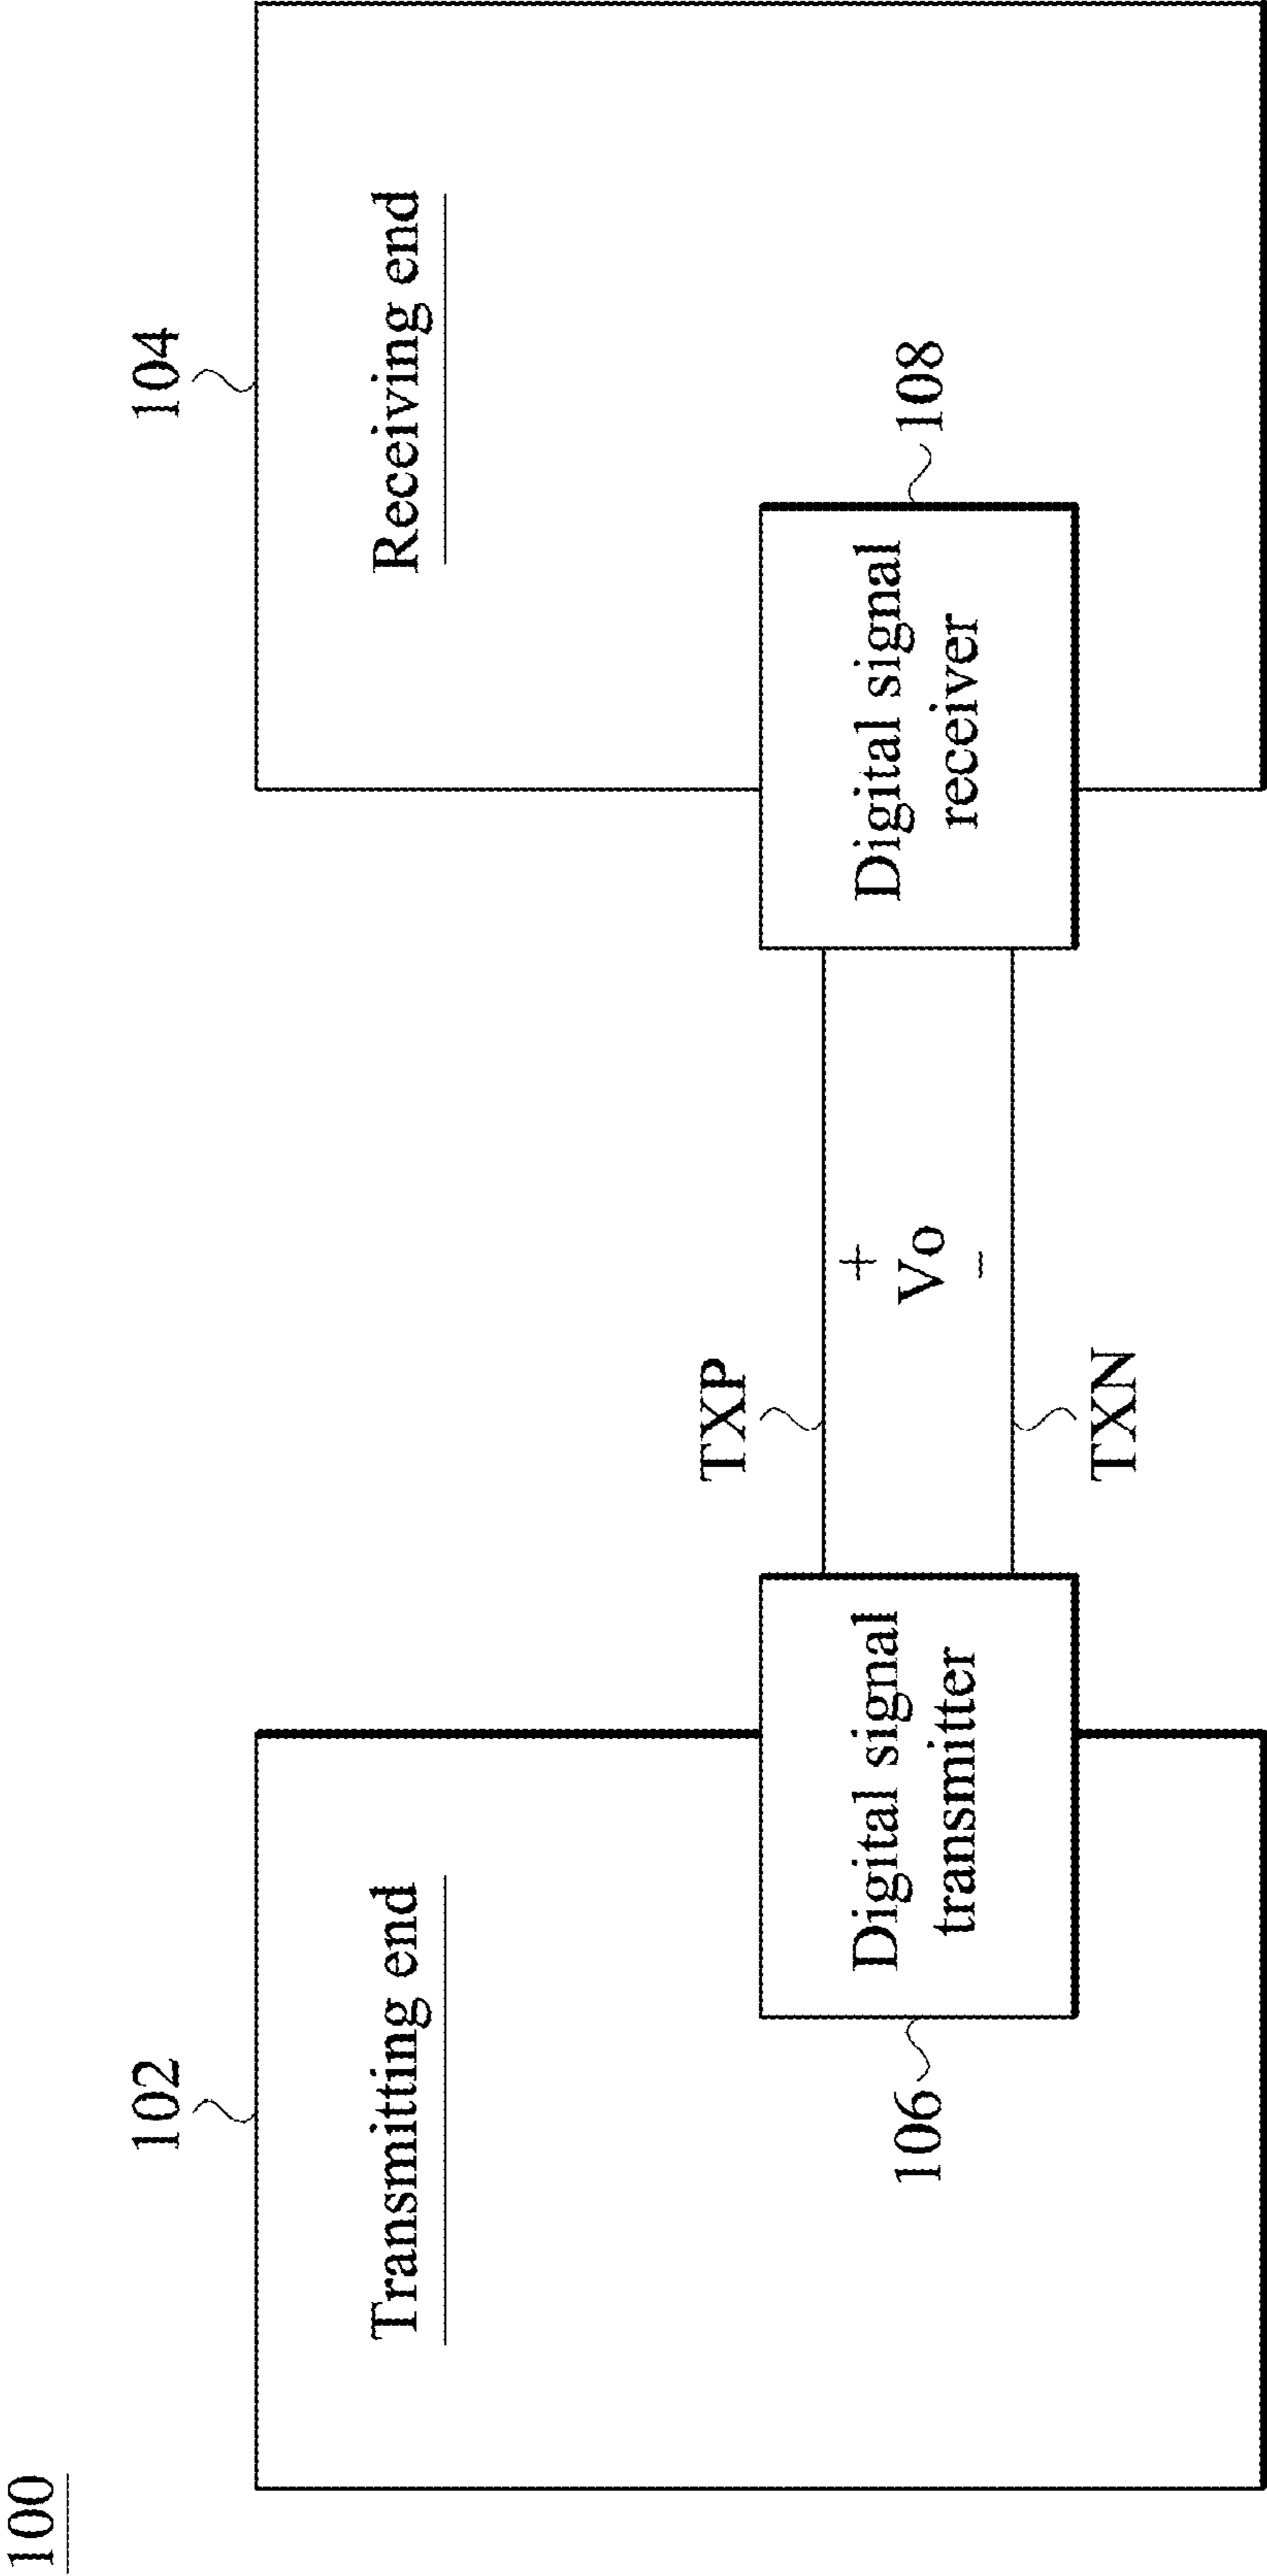 100
102
104
Transmitting end
Receiving end
TXP
Digital signal
transmitter
106
+
Vo
−
Digital signal
receiver
108
TXN